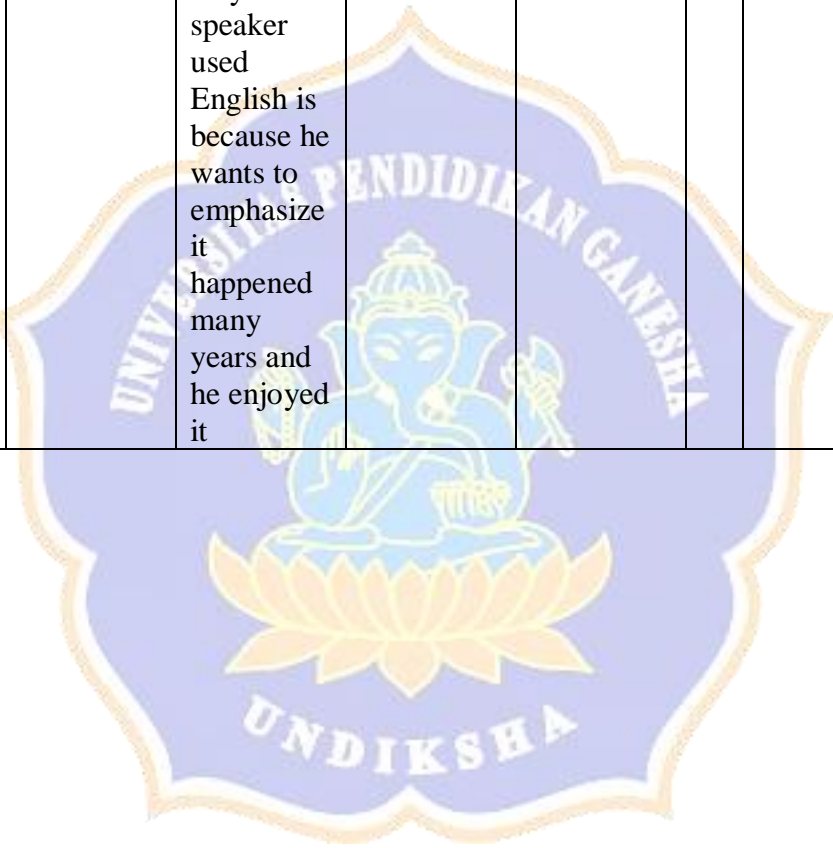 speaker
used
English is
because he
wants to
emphasize
it
happened
many
years and
he enjoyed
it
UNIVERSITAS PENDIDIKAN GANESHA
UNDIKSHA